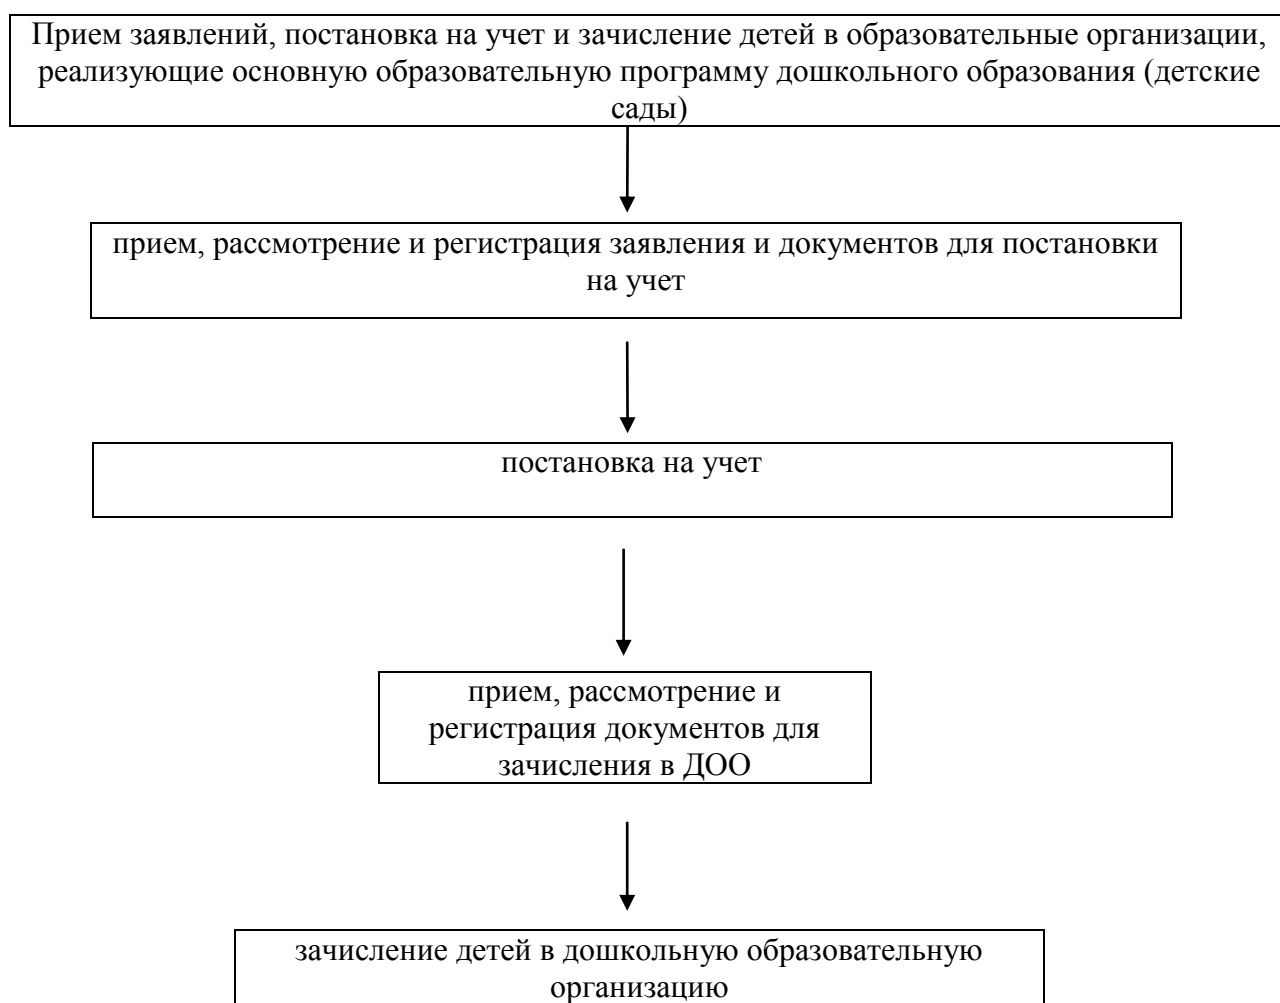 Прием заявлений, постановка на учет и зачисление детей в образовательные организации,
реализующие основную образовательную программу дошкольного образования (детские
сады)
прием, рассмотрение и регистрация заявления и документов для постановки
на учет
постановка на учет
прием, рассмотрение и
регистрация документов для
зачисления в ДОО
зачисление детей в дошкольную образовательную
организацию